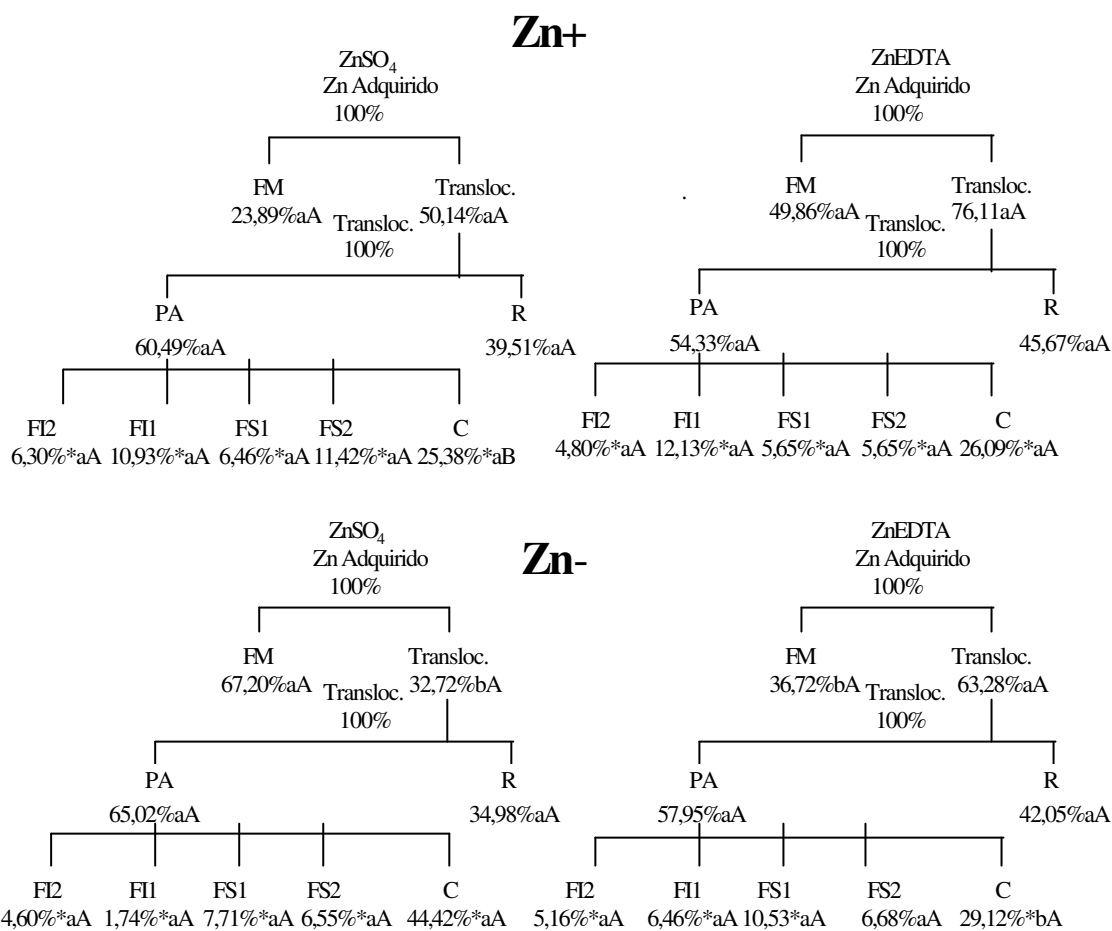 Zn+
ZnSO4
Zn Adquirido
100%
FM
23,89%aA
Transloc.
50,14%aA
Transloc.
100%
PA
60,49%aA
R
39,51%aA
FI2
6,30%*aA
FI1
10,93%*aA
FS1
6,46%*aA
FS2
11,42%*aA
C
25,38%*aB
ZnEDTA
Zn Adquirido
100%
.
FM
49,86%aA
Transloc.
76,11aA
Transloc.
100%
PA
54,33%aA
R
45,67%aA
FI2
4,80%*aA
FI1
12,13%*aA
FS1
5,65%*aA
FS2
5,65%*aA
C
26,09%*aA
Zn-
ZnSO4
Zn Adquirido
100%
FM
67,20%aA
Transloc.
32,72%bA
Transloc.
100%
PA
65,02%aA
R
34,98%aA
FI2
4,60%*aA
FI1
1,74%*aA
FS1
7,71%*aA
FS2
6,55%*aA
C
44,42%*aA
ZnEDTA
Zn Adquirido
100%
FM
36,72%bA
Transloc.
63,28%aA
Transloc.
100%
PA
57,95%aA
R
42,05%aA
FI2
5,16%*aA
FI1
6,46%*aA
FS1
10,53*aA
FS2
6,68%aA
C
29,12%*bA